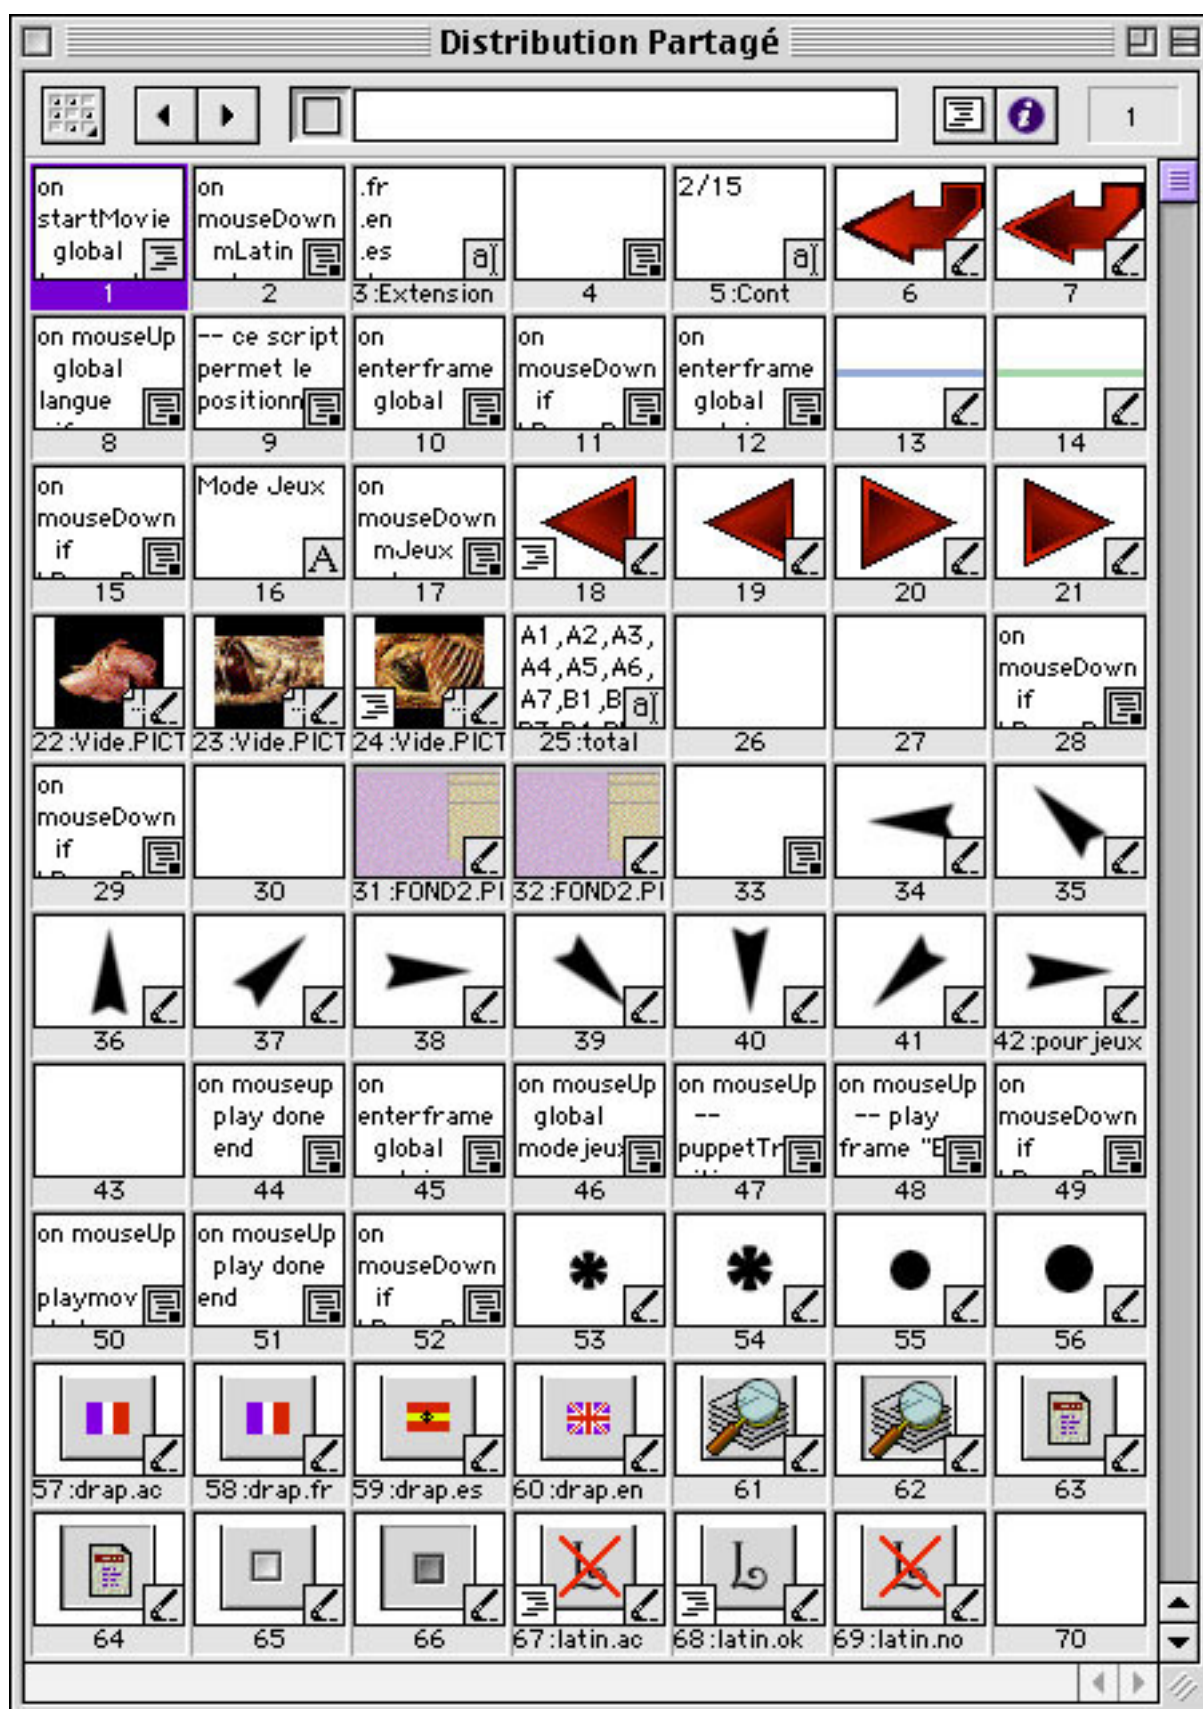 Distribution Partagé
1
on
startMovie
global
1
on
mouseDown
mLatin
2
.fr
.en
.es
3:Extension
4
2/15
5:Cont
6
7
on mouseUp
global
langue
8
-- ce script
permet le
positionn
9
on
enterframe
global
10
on
mouseDown
if
11
on
enterframe
global
12
13
14
on
mouseDown
if
15
Mode Jeux
16
on
mouseDown
mJeux
17
18
19
20
21
22:Vide.PICT
23:Vide.PICT
24:Vide.PICT
A1,A2,A3,
A4,A5,A6,
A7,B1,B
25:total
26
27
on
mouseDown
if
28
on
mouseDown
if
29
30
31:FOND2.PI
32:FOND2.PI
33
34
35
36
37
38
39
40
41
42:pour jeux
43
on mouseup
play done
end
44
on
enterframe
global
45
on mouseUp
global
modejeu
46
on mouseUp
--
puppetTr
47
on mouseUp
-- play
frame "E
48
on
mouseDown
if
49
on mouseUp
playmov
50
on mouseUp
play done
end
51
on
mouseDown
if
52
53
54
55
56
57:drap.ac
58:drap.fr
59:drap.es
60:drap.en
61
62
63
64
65
66
67:latin.ac
68:latin.ok
69:latin.no
70